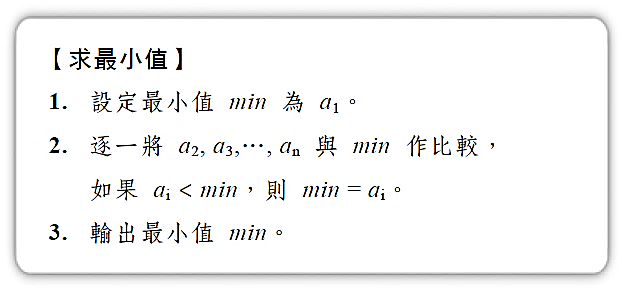 【求最小值】
1. 設定最小值 min 為 a₁。
2. 逐一將 a₂, a₃,⋯, aₙ 與 min 作比較，
如果 aᵢ < min，則 min = aᵢ。
3. 輸出最小值 min。